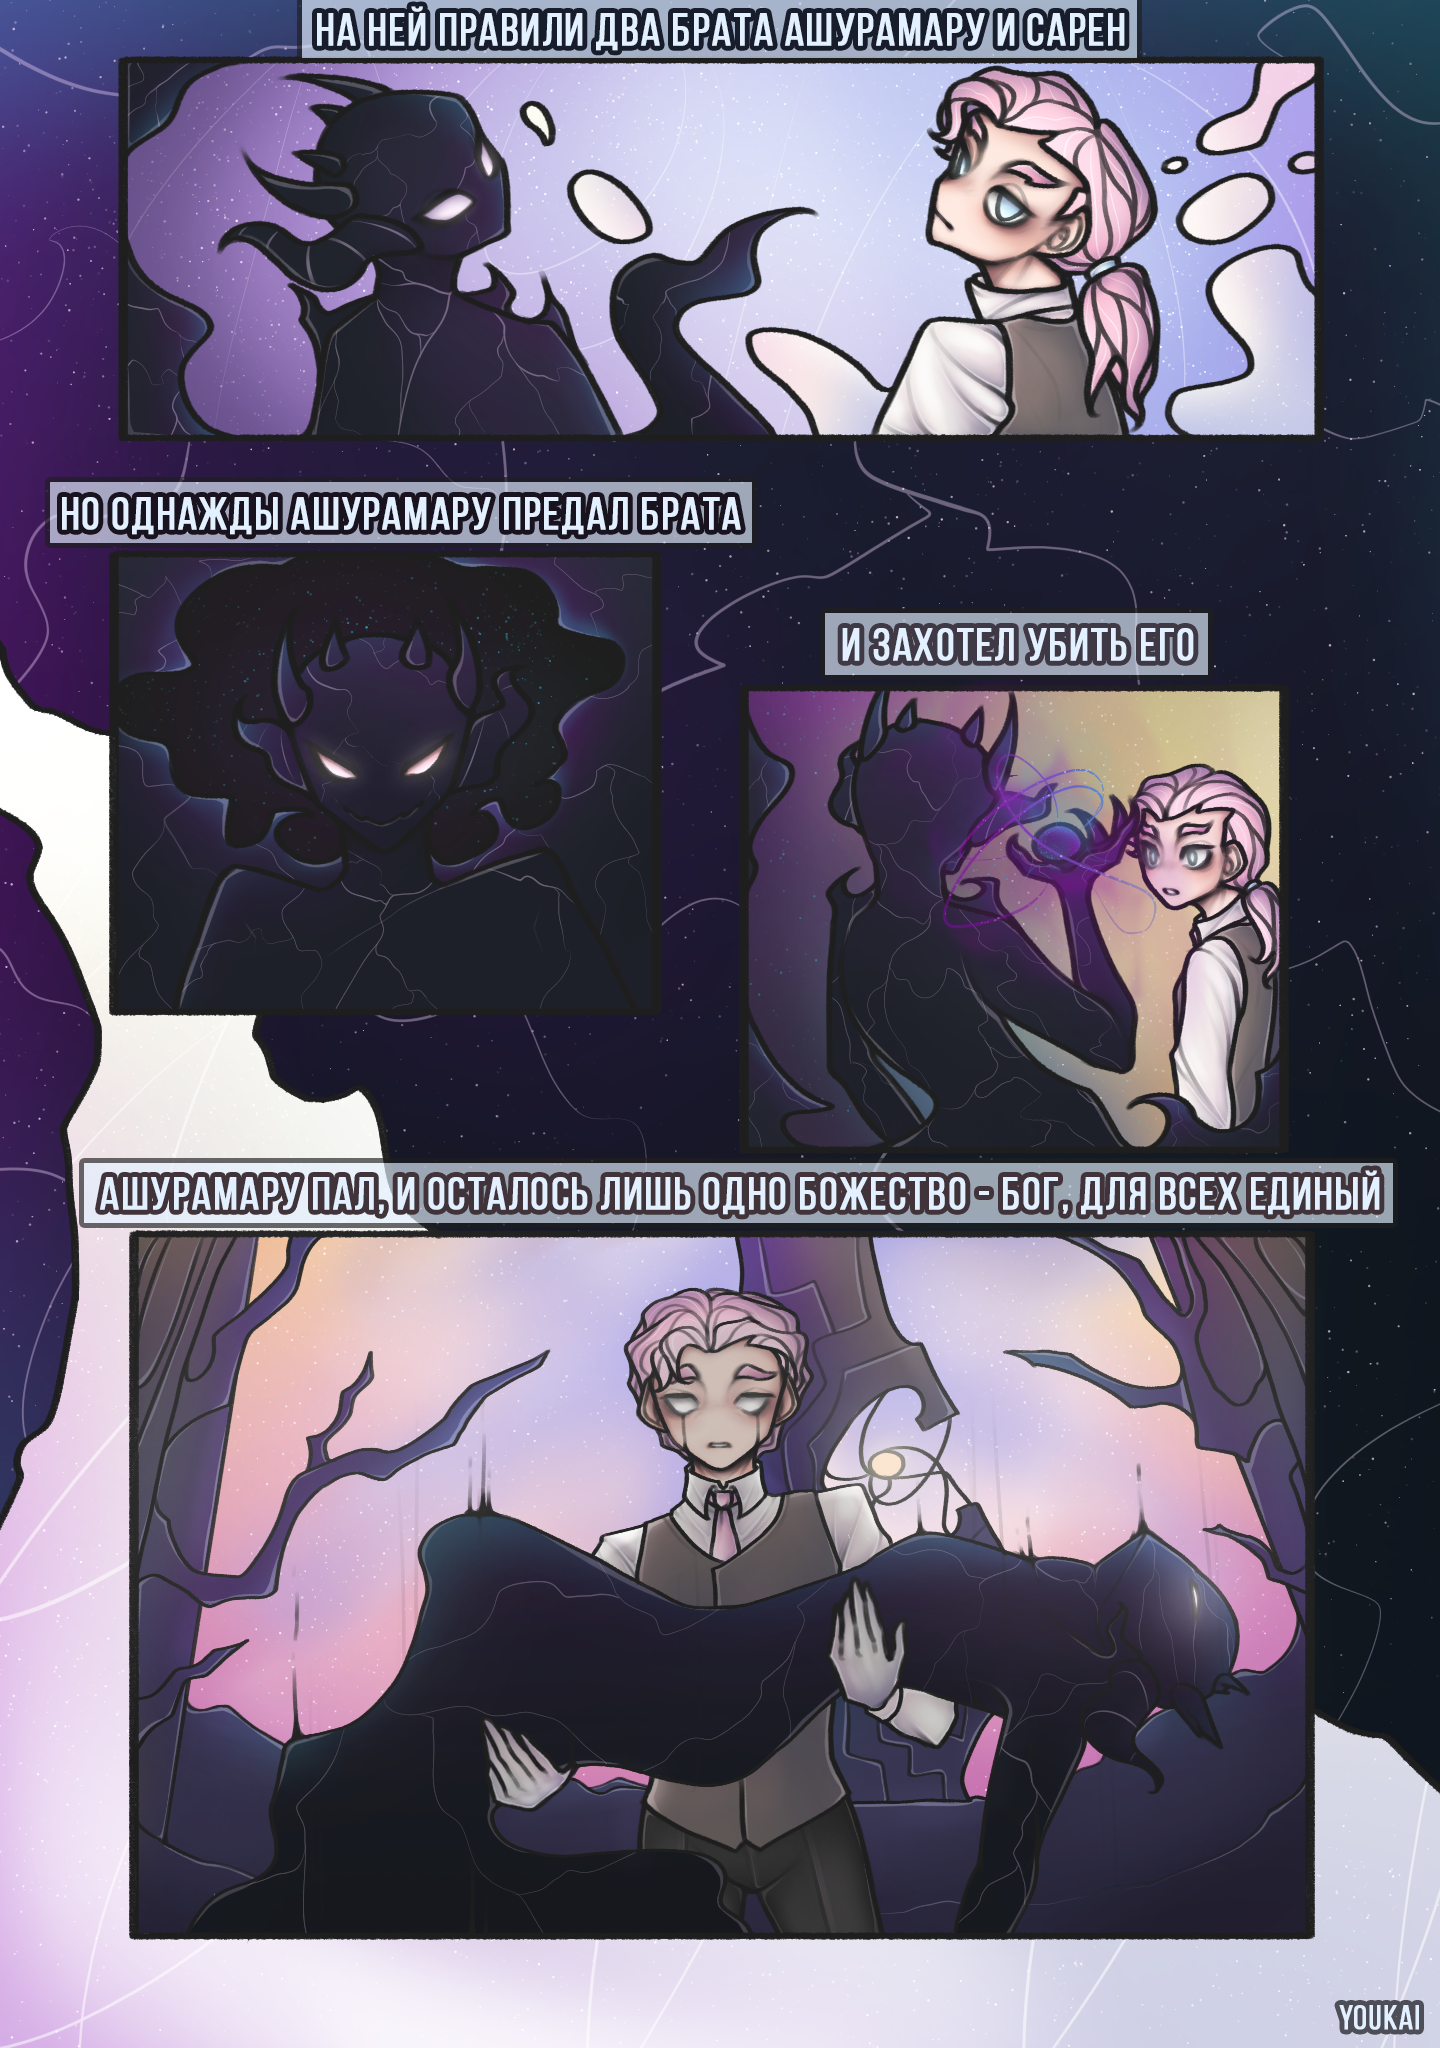 НА НЕЙ ПРАВИЛИ ДВА БРАТА АШУРАМАРУ И САРЕН
НО ОДНАЖДЫ АШУРАМАРУ ПРЕДАЛ БРАТА
И ЗАХОТЕЛ УБИТЬ ЕГО
АШУРАМАРУ ПАЛ, И ОСТАЛОСЬ ЛИШЬ ОДНО БОЖЕСТВО - БОГ, ДЛЯ ВСЕХ ЕДИНЫЙ
YOUKAI